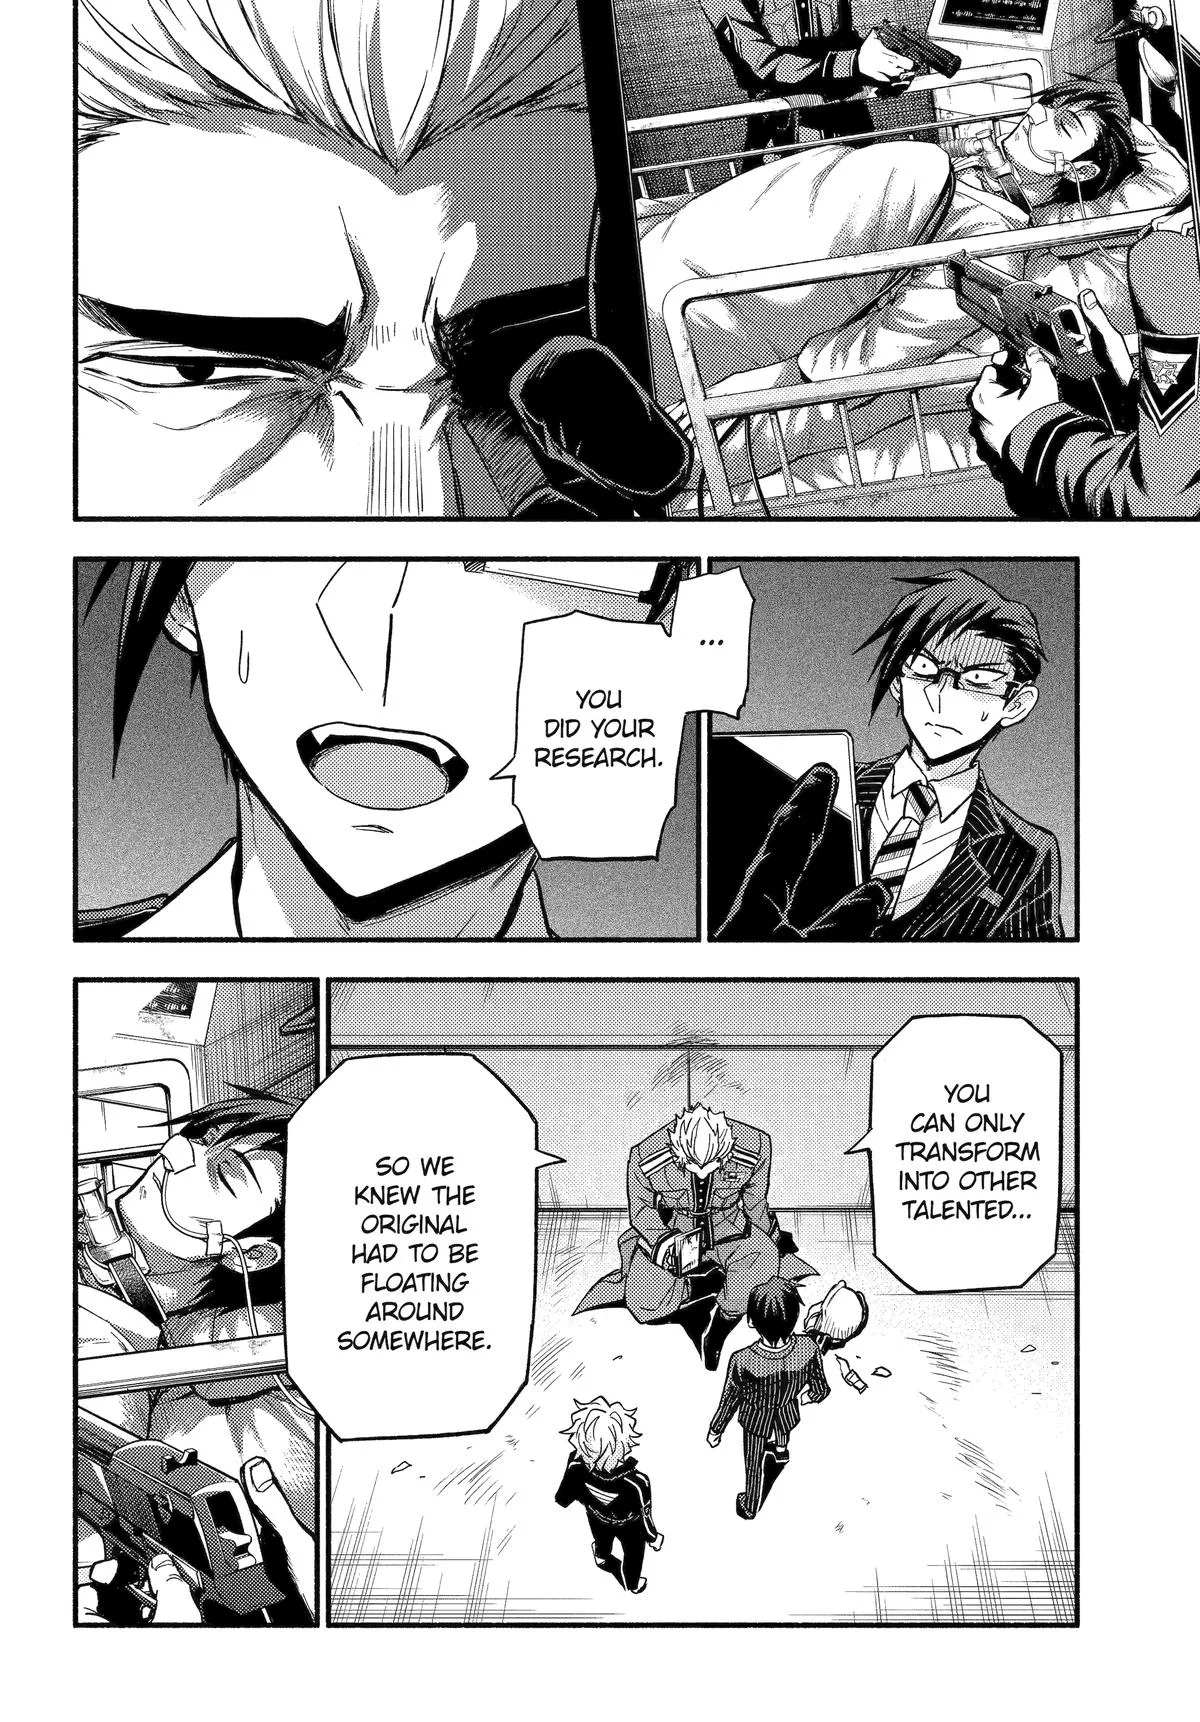 ...
YOU
DID YOUR
RESEARCH.
YOU
CAN ONLY
TRANSFORM
INTO OTHER
TALENTED...
SO WE
KNEW THE
ORIGINAL
HAD TO BE
FLOATING
AROUND
SOMEWHERE.